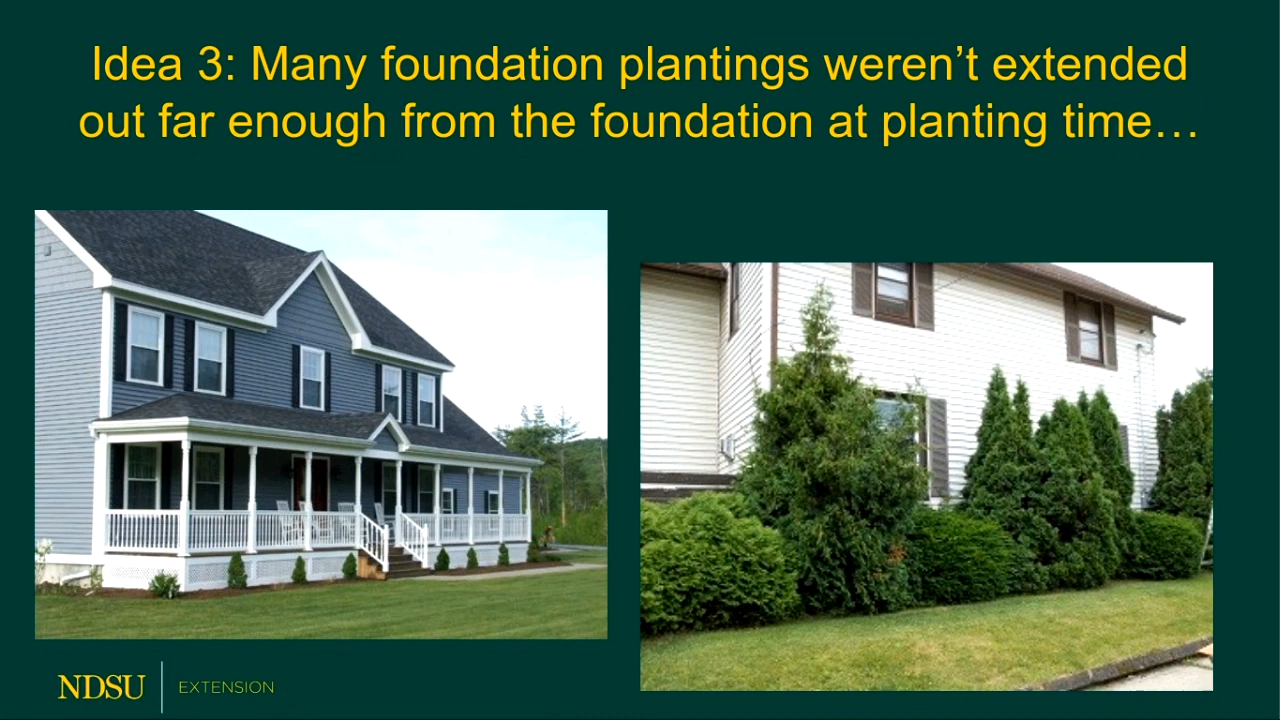 Idea 3: Many foundation plantings weren’t extended
out far enough from the foundation at planting time…
NDSU EXTENSION